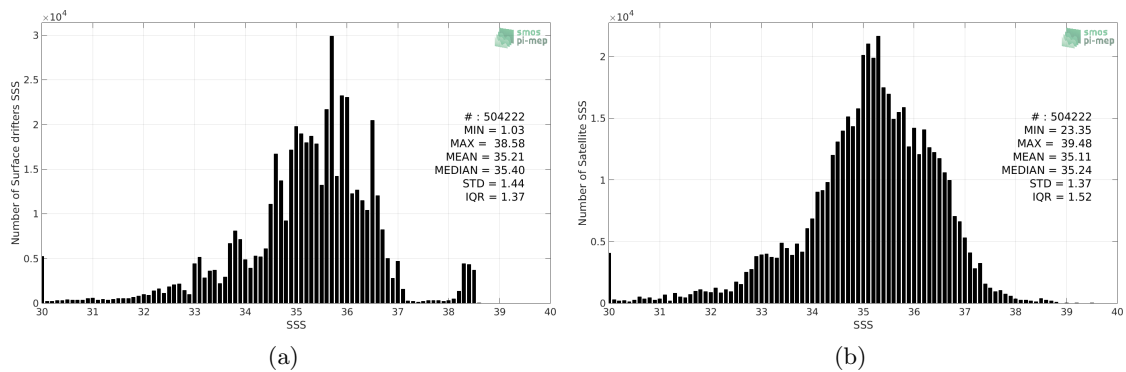 ×10⁴
3
2.5
2
1.5
1
0.5
0
30 31 32 33 34 35 36 37 38 39 40
SSS
Number of Surface drifters SSS
smos
pi-mep
# : 504222
MIN = 1.03
MAX = 38.58
MEAN = 35.21
MEDIAN = 35.40
STD = 1.44
IQR = 1.37
(a)
×10⁴
2
1.5
1
0.5
0
30 31 32 33 34 35 36 37 38 39 40
SSS
Number of Satellite SSS
smos
pi-mep
# : 504222
MIN = 23.35
MAX = 39.48
MEAN = 35.11
MEDIAN = 35.24
STD = 1.37
IQR = 1.52
(b)